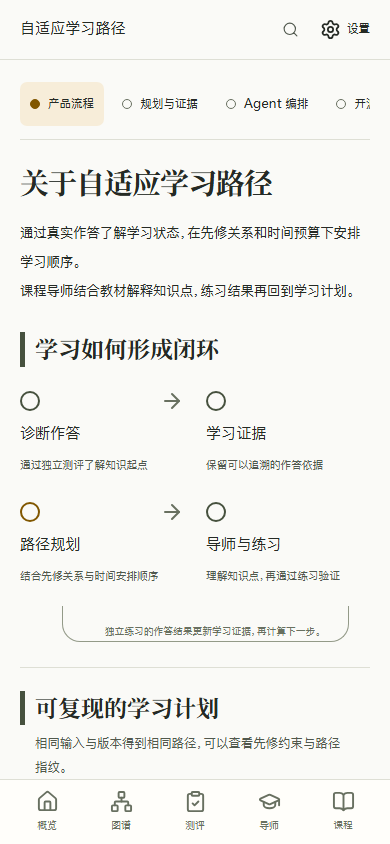 自适应学习路径
设置
产品流程
规划与证据
Agent 编排
关于自适应学习路径
通过真实作答了解学习状态，在先修关系和时间预算下安排
学习顺序。
课程导师结合教材解释知识点，练习结果再回到学习计划。
学习如何形成闭环
诊断作答
学习证据
通过独立测评了解知识起点
保留可以追溯的作答依据
路径规划
导师与练习
结合先修关系与时间安排顺序
理解知识点，再通过练习验证
独立练习的作答结果更新学习证据，再计算下一步。
可复现的学习计划
相同输入与版本得到相同路径，可以查看先修约束与路径
指纹。
概览
图谱
测评
导师
课程